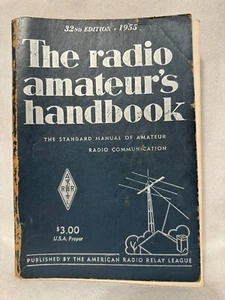 32ND EDITION • 1955
The radio
amateur's
handbook
THE STANDARD MANUAL OF AMATEUR
RADIO COMMUNICATION
A
R R
L
$3.00
U.S.A. Proper
PUBLISHED BY THE AMERICAN RADIO RELAY LEAGUE